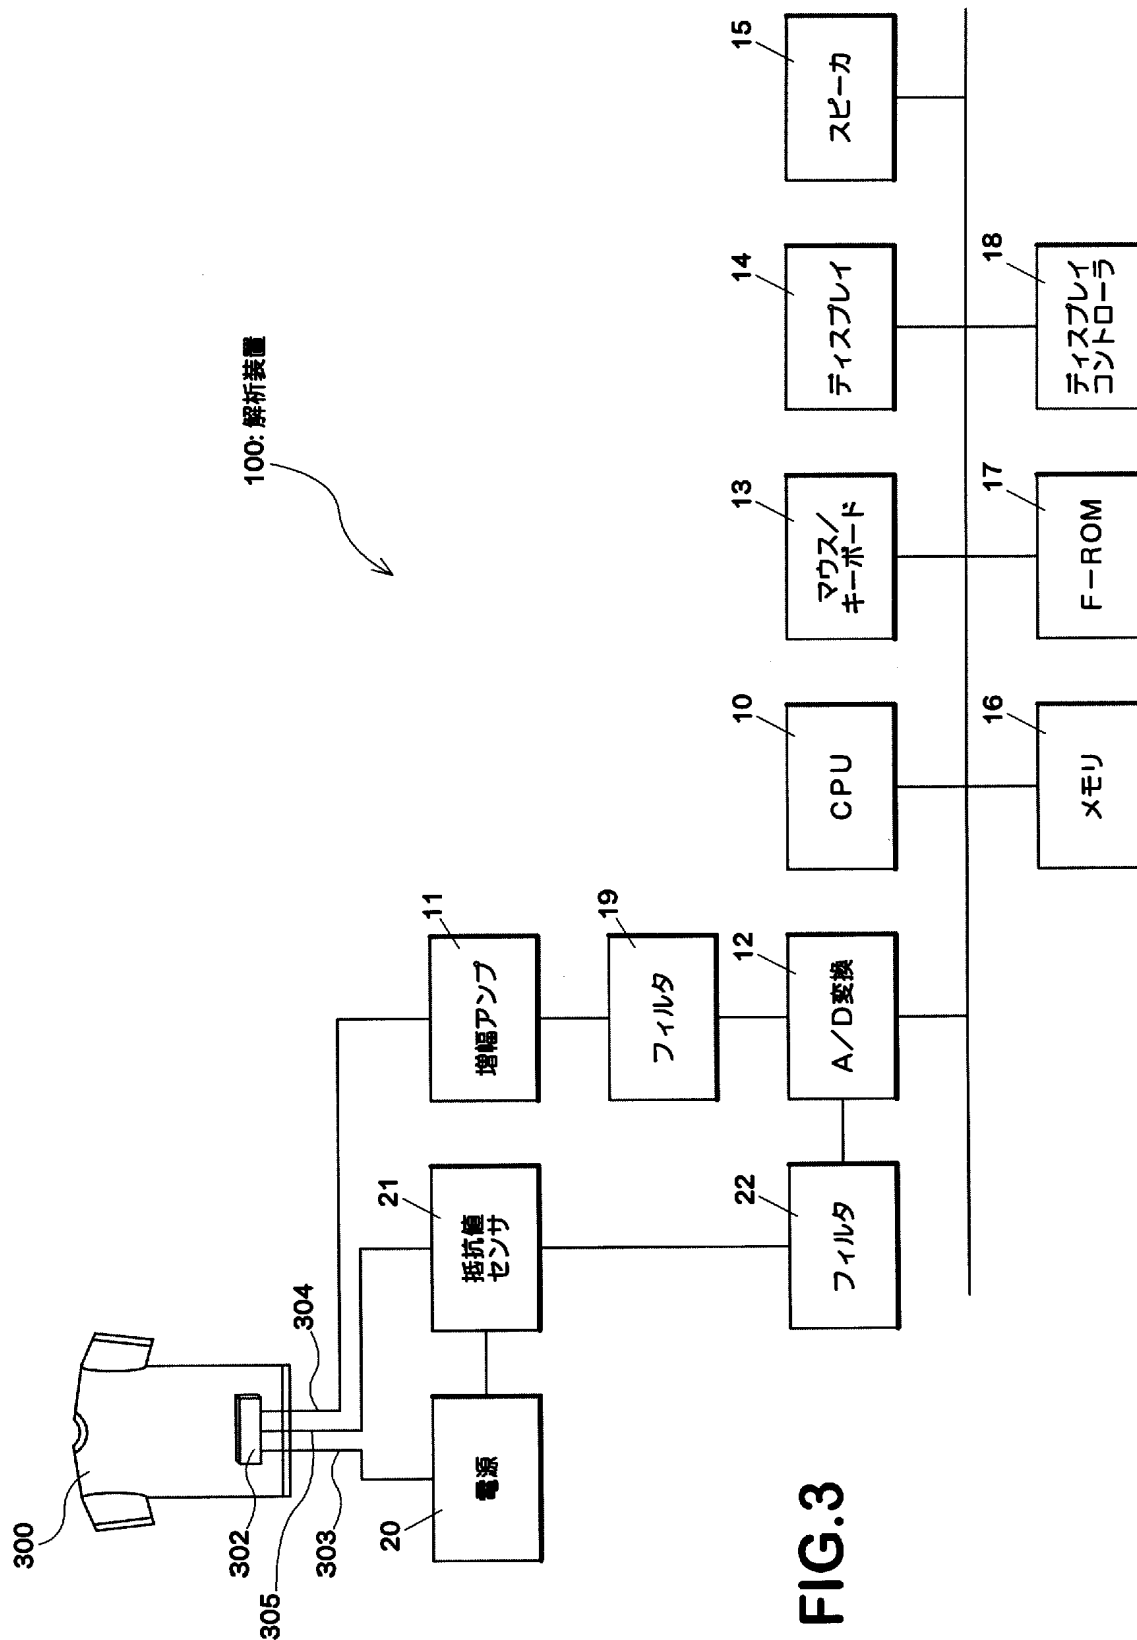 100: 解析装置
300
302
305
303
304
20
電源
21
抵抗値
センサ
11
増幅アンプ
19
フィルタ
22
フィルタ
12
A/D変換
10
CPU
13
マウス/
キーボード
14
ディスプレイ
15
スピーカ
16
メモリ
17
F-ROM
18
ディスプレイ
コントローラ
FIG.3